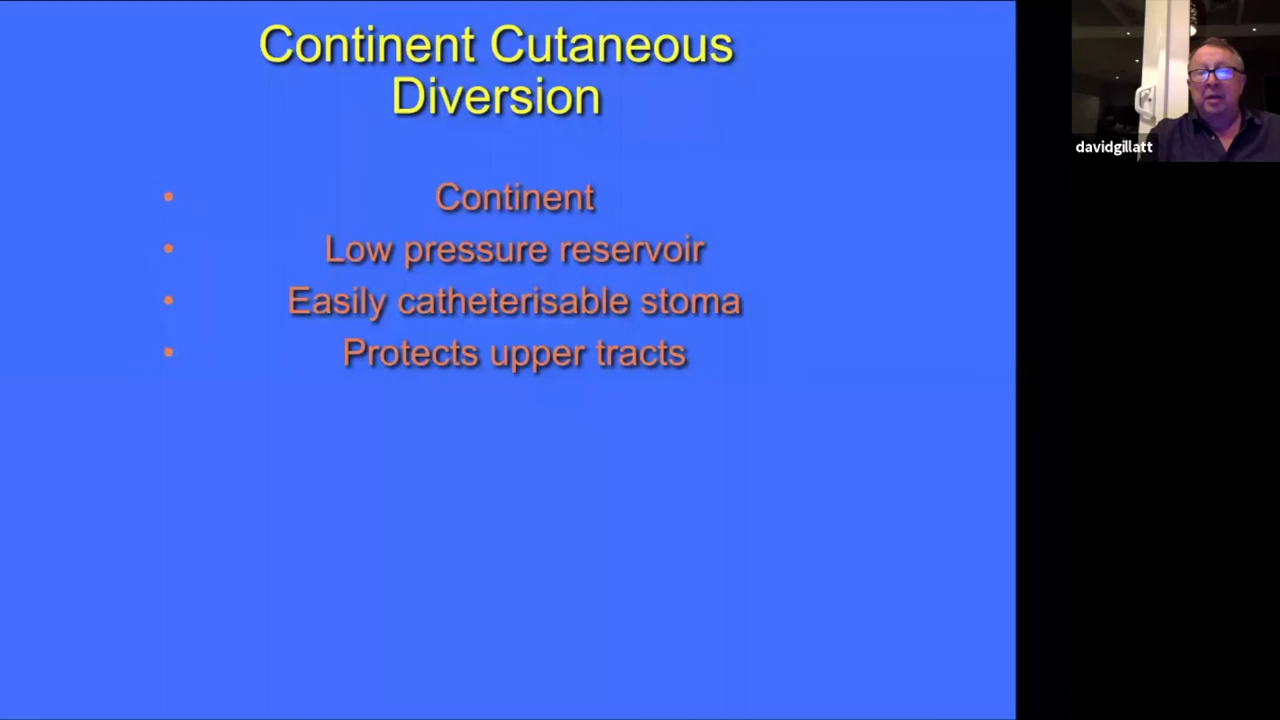 Continent Cutaneous
Diversion
• Continent
• Low pressure reservoir
• Easily catheterisable stoma
• Protects upper tracts
davidgillatt